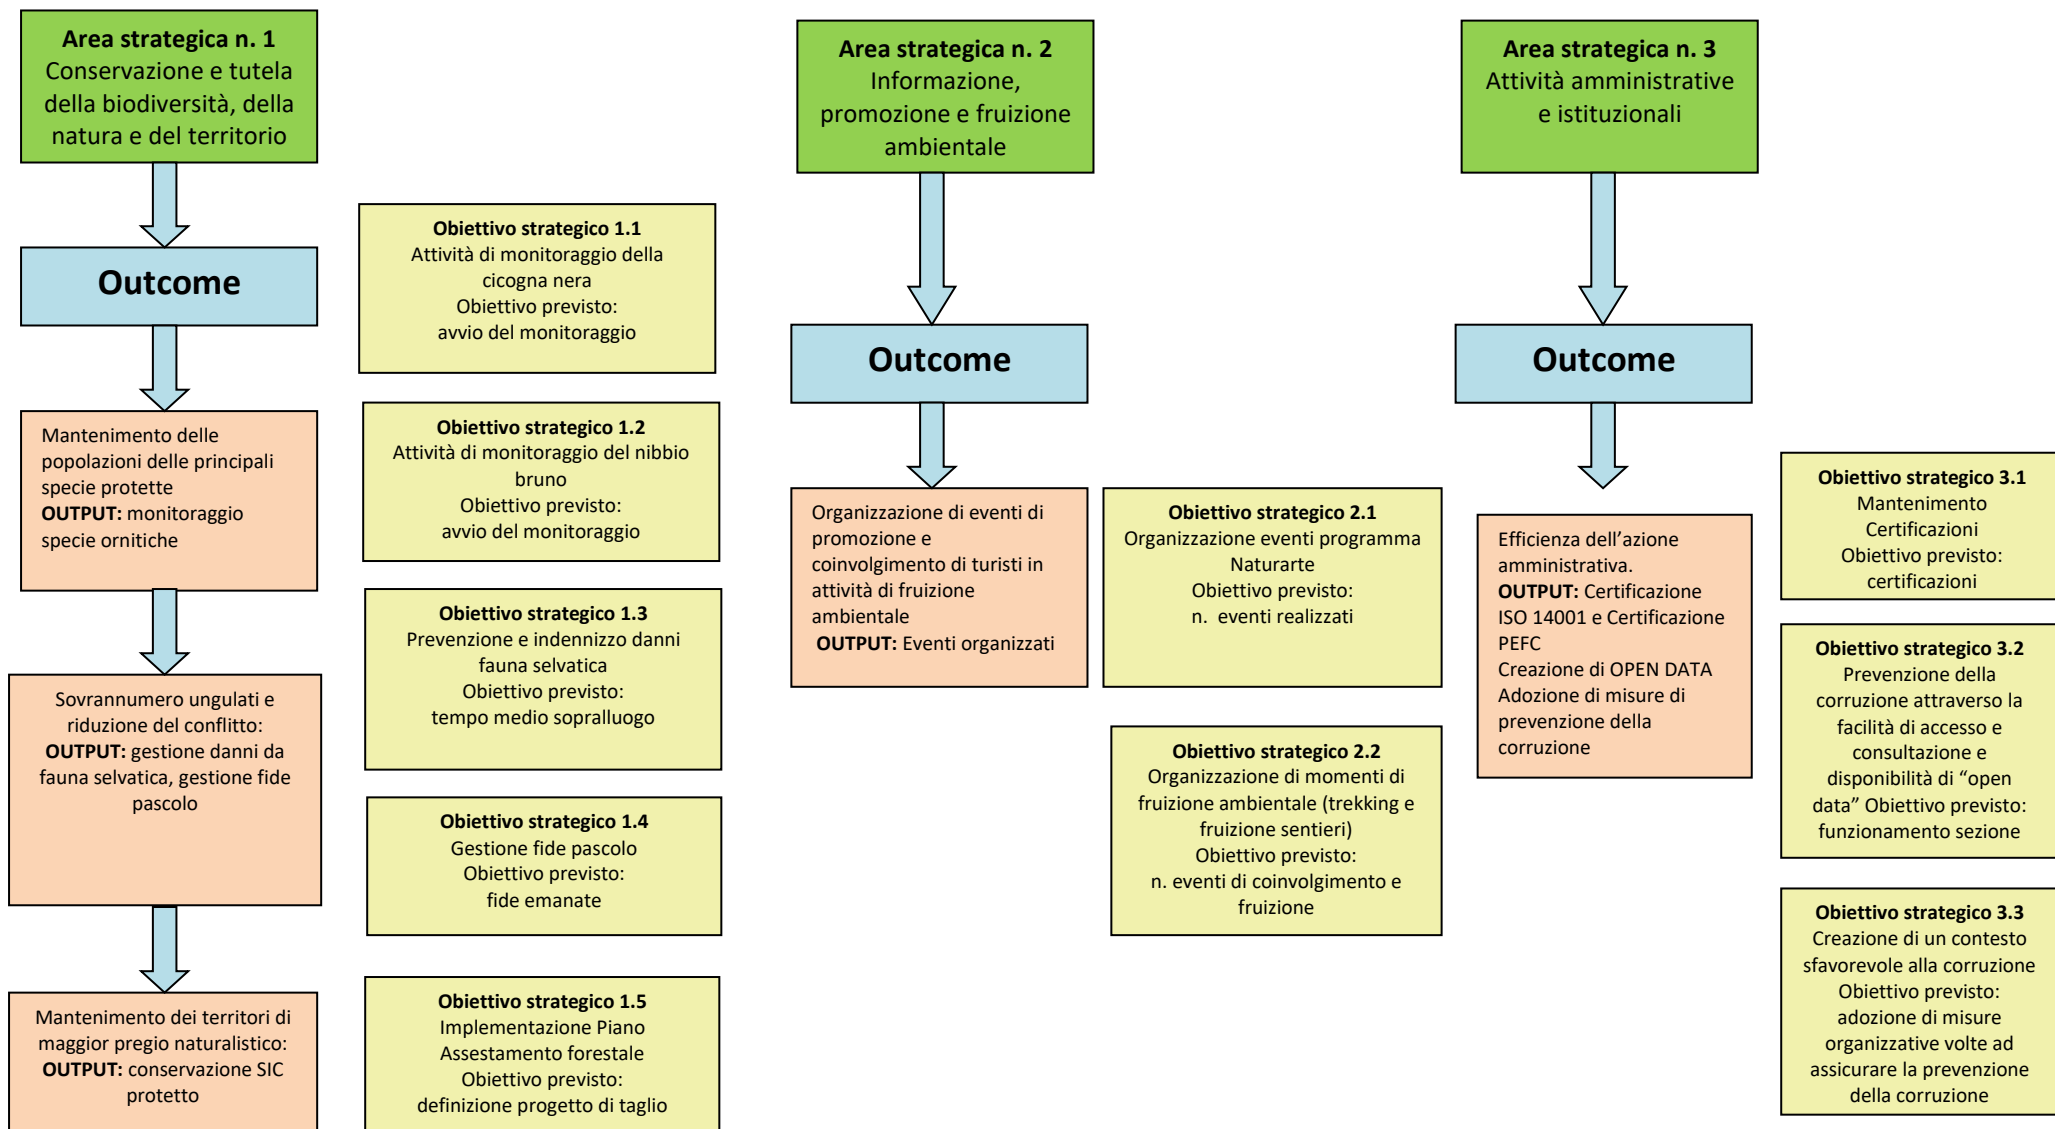 Area strategica n. 1
Conservazione e tutela
della biodiversità, della
natura e del territorio
Outcome
Mantenimento delle
popolazioni delle principali
specie protette
OUTPUT: monitoraggio
specie ornitiche
Sovrannumero ungulati e
riduzione del conflitto:
OUTPUT: gestione danni da
fauna selvatica, gestione fide
pascolo
Mantenimento dei territori di
maggior pregio naturalistico:
OUTPUT: conservazione SIC
protetto
Obiettivo strategico 1.1
Attività di monitoraggio della
cicogna nera
Obiettivo previsto:
avvio del monitoraggio
Obiettivo strategico 1.2
Attività di monitoraggio del nibbio
bruno
Obiettivo previsto:
avvio del monitoraggio
Obiettivo strategico 1.3
Prevenzione e indennizzo danni
fauna selvatica
Obiettivo previsto:
tempo medio sopralluogo
Obiettivo strategico 1.4
Gestione fide pascolo
Obiettivo previsto:
fide emanate
Obiettivo strategico 1.5
Implementazione Piano
Assestamento forestale
Obiettivo previsto:
definizione progetto di taglio
Area strategica n. 2
Informazione,
promozione e fruizione
ambientale
Outcome
Organizzazione di eventi di
promozione e
coinvolgimento di turisti in
attività di fruizione
ambientale
OUTPUT: Eventi organizzati
Obiettivo strategico 2.1
Organizzazione eventi programma
Naturarte
Obiettivo previsto:
n. eventi realizzati
Obiettivo strategico 2.2
Organizzazione di momenti di
fruizione ambientale (trekking e
fruizione sentieri)
Obiettivo previsto:
n. eventi di coinvolgimento e
fruizione
Area strategica n. 3
Attività amministrative
e istituzionali
Outcome
Efficienza dell’azione
amministrativa.
OUTPUT: Certificazione
ISO 14001 e Certificazione
PEFC
Creazione di OPEN DATA
Adozione di misure di
prevenzione della
corruzione
Obiettivo strategico 3.1
Mantenimento
Certificazioni
Obiettivo previsto:
certificazioni
Obiettivo strategico 3.2
Prevenzione della
corruzione attraverso la
facilità di accesso e
consultazione e
disponibilità di “open
data” Obiettivo previsto:
funzionamento sezione
Obiettivo strategico 3.3
Creazione di un contesto
sfavorevole alla corruzione
Obiettivo previsto:
adozione di misure
organizzative volte ad
assicurare la prevenzione
della corruzione